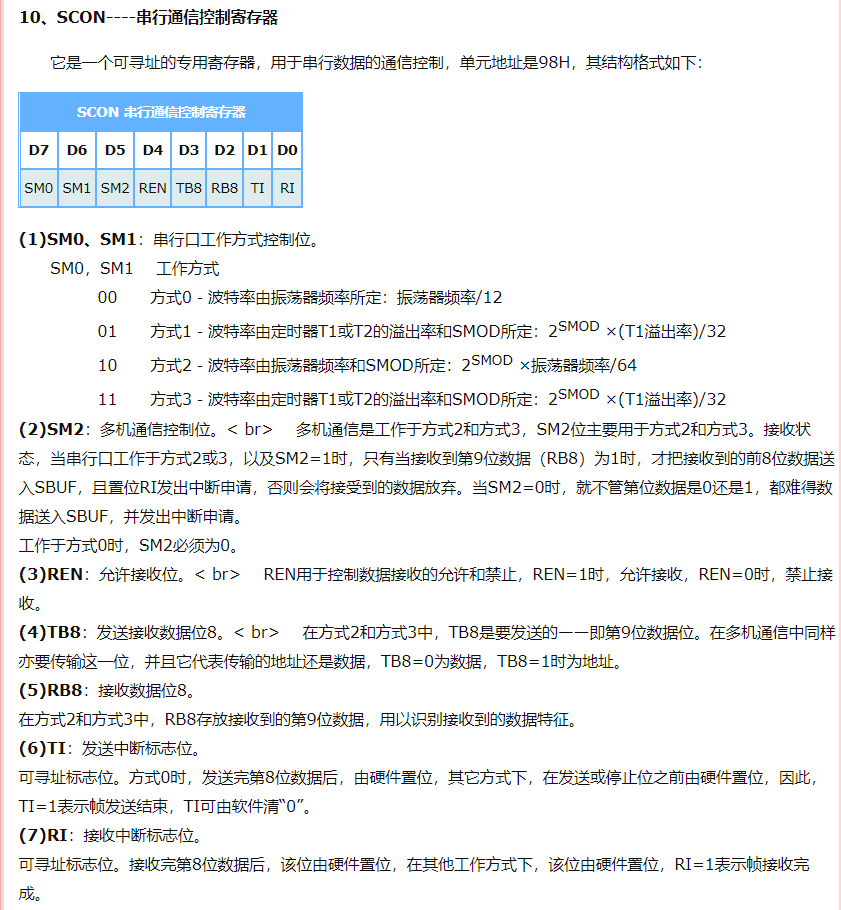 10、SCON----串行通信控制寄存器
它是一个可寻址的专用寄存器，用于串行数据的通信控制，单元地址是98H，其结构格式如下：
SCON 串行通信控制寄存器
D7 D6 D5 D4 D3 D2 D1 D0
SM0 SM1 SM2 REN TB8 RB8 TI RI
(1)SM0、SM1：串行口工作方式控制位。
SM0，SM1 工作方式
00 方式0 - 波特率由振荡器频率所定：振荡器频率/12
01 方式1 - 波特率由定时器T1或T2的溢出率和SMOD所定：2^SMOD ×(T1溢出率)/32
10 方式2 - 波特率由振荡器频率和SMOD所定：2^SMOD ×振荡器频率/64
11 方式3 - 波特率由定时器T1或T2的溢出率和SMOD所定：2^SMOD ×(T1溢出率)/32
(2)SM2：多机通信控制位。< br> 多机通信是工作于方式2和方式3，SM2位主要用于方式2和方式3。接收状
态，当串行口工作于方式2或3，以及SM2=1时，只有当接收到第9位数据（RB8）为1时，才把接收到的前8位数据送
入SBUF，且置位RI发出中断申请，否则会将接受到的数据放弃。当SM2=0时，就不管第位数据是0还是1，都难得数
据送入SBUF，并发出中断申请。
工作于方式0时，SM2必须为0。
(3)REN：允许接收位。< br> REN用于控制数据接收的允许和禁止，REN=1时，允许接收，REN=0时，禁止接
收。
(4)TB8：发送接收数据位8。< br> 在方式2和方式3中，TB8是要发送的——即第9位数据位。在多机通信中同样
亦要传输这一位，并且它代表传输的地址还是数据，TB8=0为数据，TB8=1时为地址。
(5)RB8：接收数据位8。
在方式2和方式3中，RB8存放接收到的第9位数据，用以识别接收到的数据特征。
(6)TI：发送中断标志位。
可寻址标志位。方式0时，发送完第8位数据后，由硬件置位，其它方式下，在发送或停止位之前由硬件置位，因此，
TI=1表示帧发送结束，TI可由软件清“0”。
(7)RI：接收中断标志位。
可寻址标志位。接收完第8位数据后，该位由硬件置位，在其他工作方式下，该位由硬件置位，RI=1表示帧接收完
成。